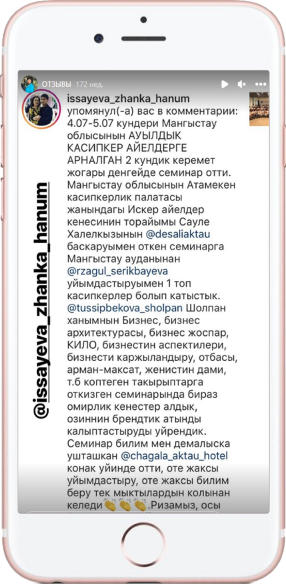 ОТЗЫВЫ 172 нед.
issayeva_zhanka_hanum
упомянул(-а) вас в комментарии:
4.07-5.07 кундери Мангыстау
облысынын АУЫЛДЫК
КАСИПКЕР АЙЕЛДЕРГЕ
АРНАЛГАН 2 кундик керемет
жогары денгейде семинар отти.
Мангыстау облысынын Атамекен
касипкерлик палатасы
жанындагы Искер айелдер
кенесинин торайымы Сауле
Халелкызынын @desaliaktau
баскаруымен откен семинарга
Мангыстау ауданынан
@rzagul_serikbayeva
уйымдастыруымен 1 топ
касипкерлер болып катыстык.
@tussipbekova_sholpan Шолпан
ханымнын Бизнес, бизнес
архитектурасы, бизнес жоспар,
КИЛО, бизнестин аспектилери,
бизнести каржыландыру, отбасы,
арман-максат, женистин дами,
т.б коптеген такырыптарга
откизген семинарында бираз
омирлик кенестер алдык,
озиннин брендтик атынды
калыптастыруды уйрендик.
Семинар билим мен демалыска
ушташкан @chagala_aktau_hotel
конак уйинде отти, оте жаксы
уйымдастыру, оте жаксы билим
беру тек мыктылардын колынан
келеди👏👏👏.Ризамыз, осы
@issayeva_zhanka_hanum